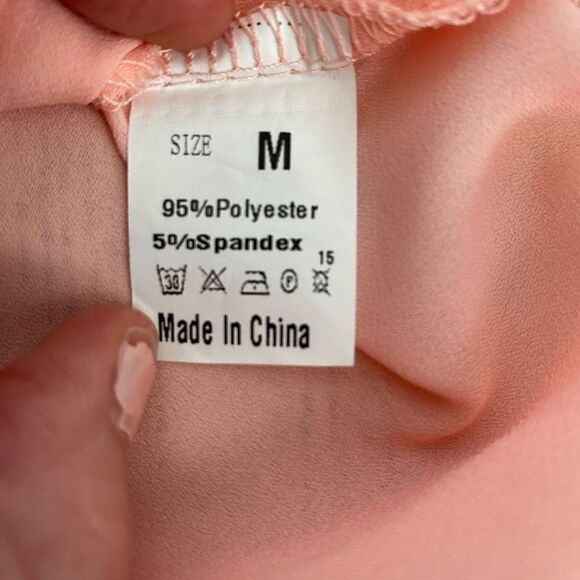 SIZE M
95%Polyester
5%Spandex
15
30 F
Made In China